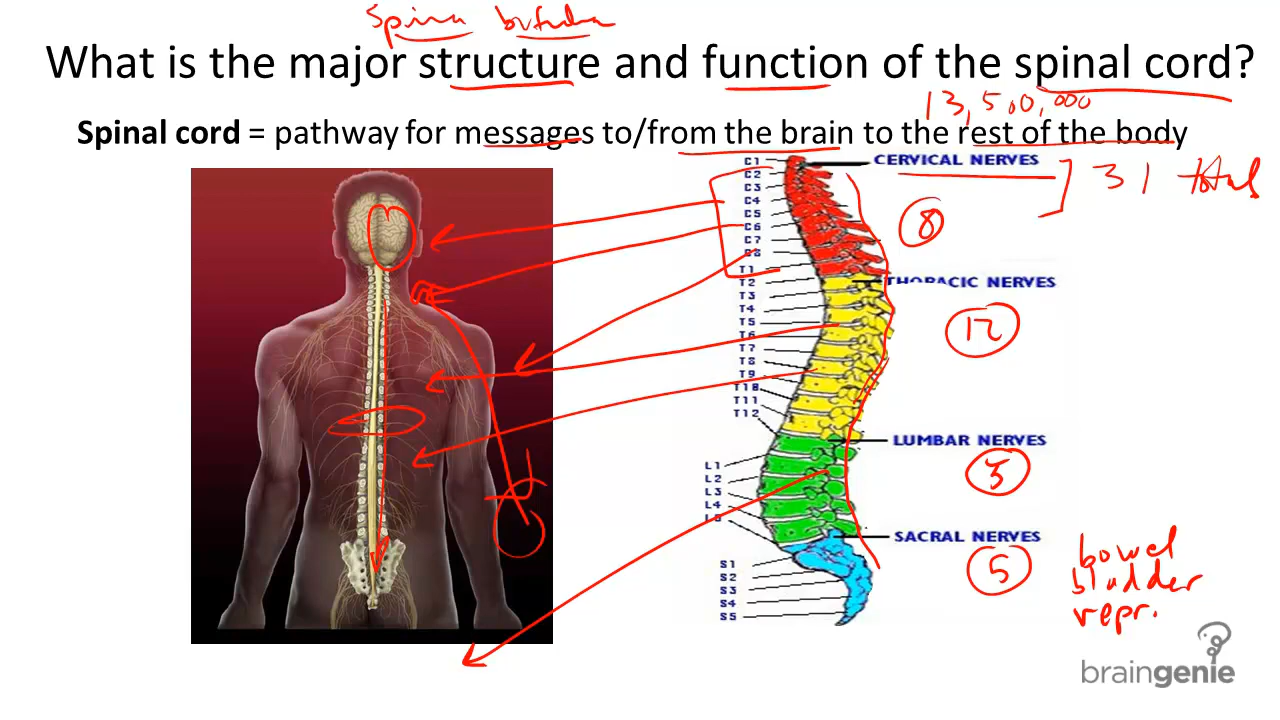 Spina bifida
What is the major structure and function of the spinal cord?
13,500,000
Spinal cord = pathway for messages to/from the brain to the rest of the body
C1
CERVICAL NERVES
31 total
C2
C3
C4
C5
8
C6
C7
C8
T1
T2
THORACIC NERVES
T3
T4
T5
12
T6
T7
T8
T9
T10
T11
T12
LUMBAR NERVES
L1
5
L2
L3
L4
L5
SACRAL NERVES
bowel
S1
5
S2
bladder
S3
S4
repr.
S5
braingenie